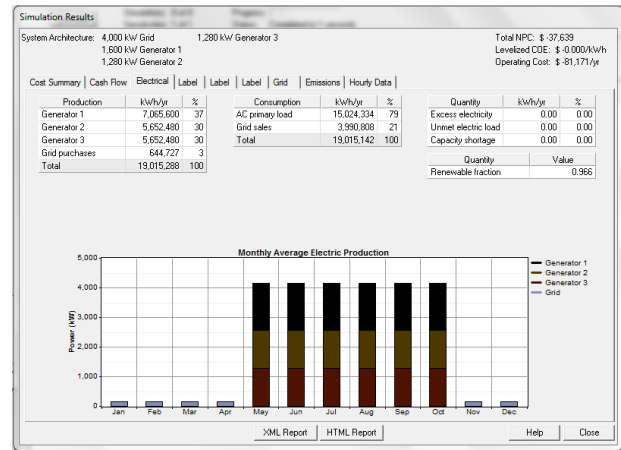 Simulation Results
System Architecture: 4,000 kW Grid 1,280 kW Generator 3
1,600 kW Generator 1
1,280 kW Generator 2
Total NPC: $ -37,639
Levelized COE: $ -0.000/kWh
Operating Cost: $ -81,171/yr
Cost Summary Cash Flow Electrical Label Label Label Grid Emissions Hourly Data
Production kWh/yr %
Generator 1 7,065,600 37
Generator 2 5,652,480 30
Generator 3 5,652,480 30
Grid purchases 644,727 3
Total 19,015,288 100
Consumption kWh/yr %
AC primary load 15,024,334 79
Grid sales 3,990,808 21
Total 19,015,142 100
Quantity kWh/yr %
Excess electricity 0.00 0.00
Unmet electric load 0.00 0.00
Capacity shortage 0.00 0.00
Quantity Value
Renewable fraction 0.966
Monthly Average Electric Production
Power (kW)
5,000
4,000
3,000
2,000
1,000
0
Jan Feb Mar Apr May Jun Jul Aug Sep Oct Nov Dec
Generator 1
Generator 2
Generator 3
Grid
XML Report HTML Report Help Close